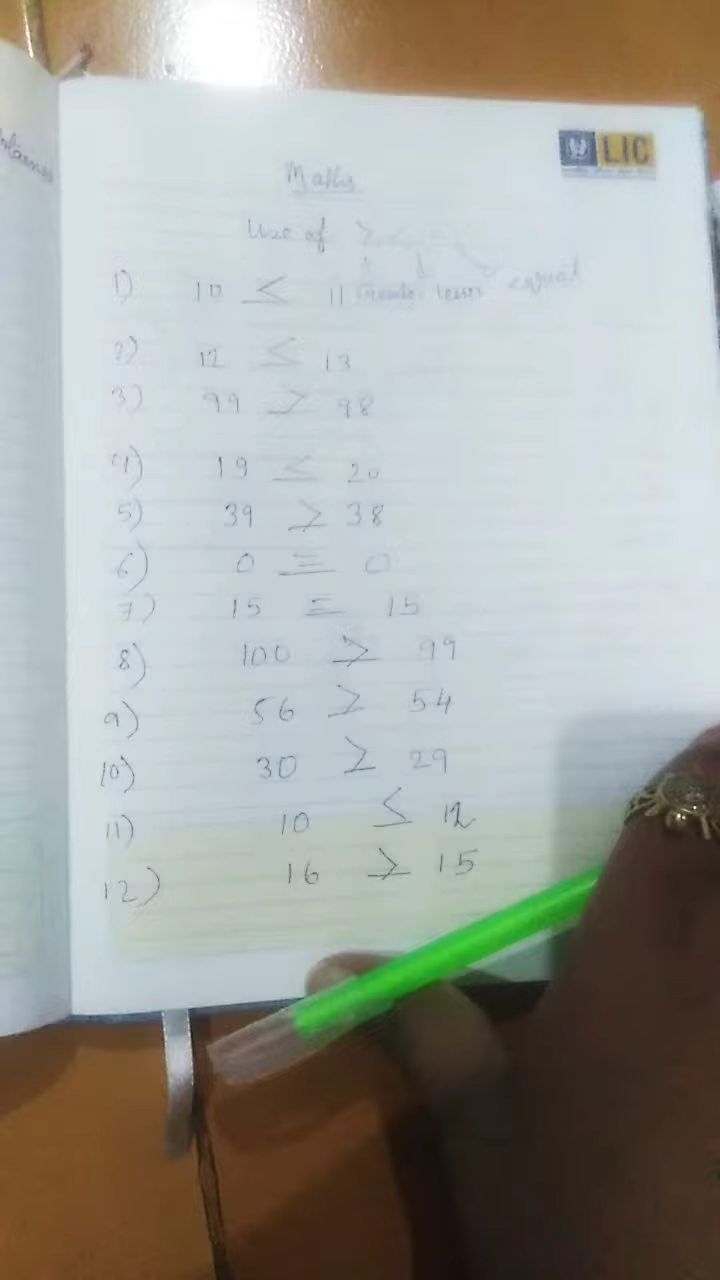 LIC
Maths
Use of > <
1) 10 < 11 Greater lesser equal
2) 12 < 13
3) 99 > 98
4) 19 < 20
5) 39 > 38
6) 0 = 0
7) 15 = 15
8) 100 > 99
9) 56 > 54
10) 30 > 29
11) 10 < 12
12) 16 > 15